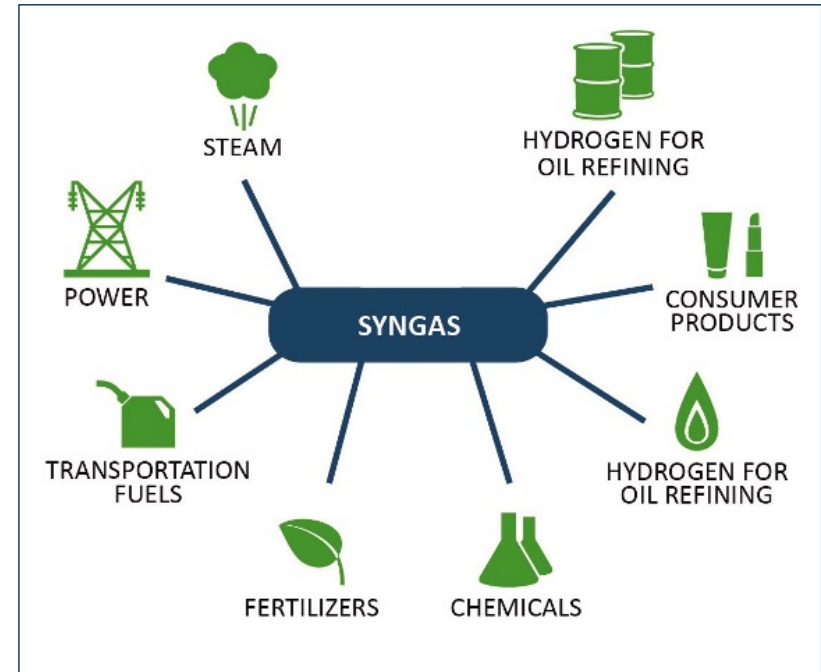 STEAM
HYDROGEN FOR
OIL REFINING
POWER
SYNGAS
CONSUMER
PRODUCTS
TRANSPORTATION
FUELS
HYDROGEN FOR
OIL REFINING
FERTILIZERS
CHEMICALS